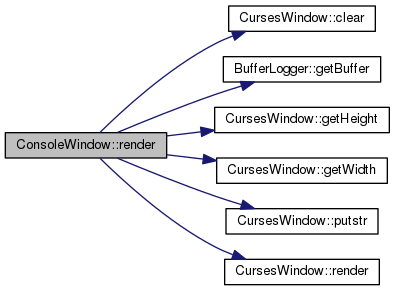 CursesWindow::clear
BufferLogger::getBuffer
CursesWindow::getHeight
ConsoleWindow::render
CursesWindow::getWidth
CursesWindow::putstr
CursesWindow::render